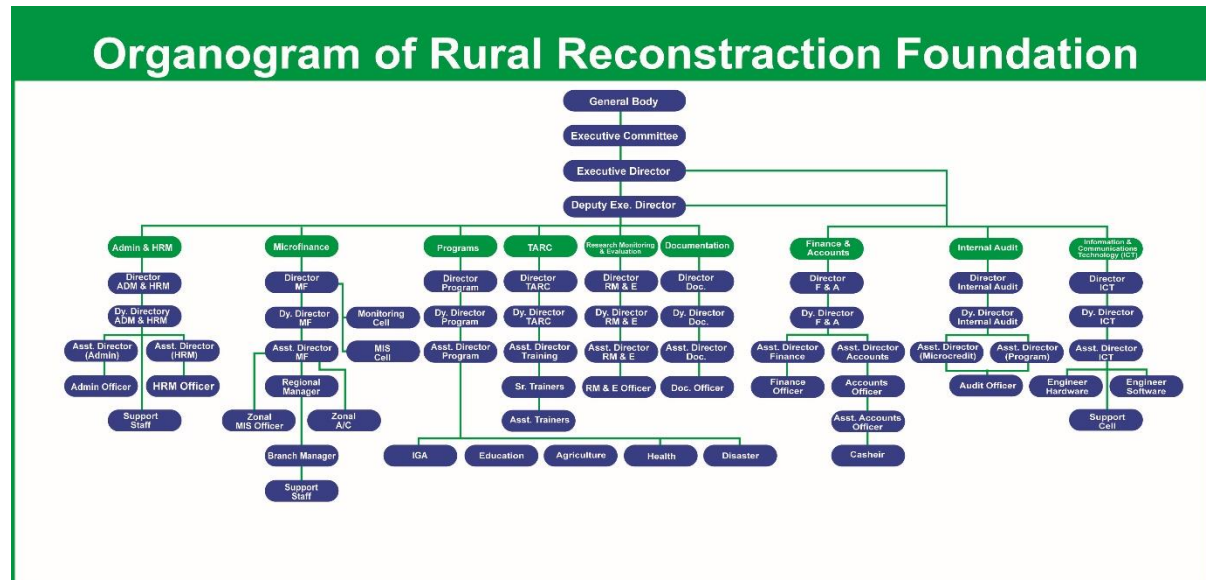 Organogram of Rural Reconstraction Foundation
General Body
Executive Committee
Executive Director
Deputy Exe. Director
Admin & HRM
Microfinance
Programs
TARC
Research Monitoring
& Evaluation
Documentation
Finance &
Accounts
Internal Audit
Information &
Communications
Technology (ICT)
Director
ADM & HRM
Director
MF
Director
Program
Director
TARC
Director
RM & E
Director
Doc.
Director
F & A
Director
Internal Audit
Director
ICT
Dy. Directory
ADM & HRM
Dy. Director
MF
Monitoring
Cell
Dy. Director
Program
Dy. Director
TARC
Dy. Director
RM & E
Dy. Director
Doc.
Dy. Director
F & A
Dy. Director
Internal Audit
Dy. Director
ICT
Asst. Director
(Admin)
Asst. Director
(HRM)
Asst. Director
MF
MIS
Cell
Asst. Director
Program
Asst. Director
Training
Asst. Director
RM & E
Asst. Director
Doc.
Asst. Director
Finance
Asst. Director
Accounts
Asst. Director
(Microcredit)
Asst. Director
(Program)
Asst. Director
ICT
Admin Officer
HRM Officer
Regional
Manager
Sr. Trainers
RM & E Officer
Doc. Officer
Finance
Officer
Accounts
Officer
Audit Officer
Engineer
Hardware
Engineer
Software
Support
Staff
Zonal
MIS Officer
Zonal
A/C
Asst. Trainers
Asst. Accounts
Officer
Support
Cell
Branch Manager
IGA
Education
Agriculture
Health
Disaster
Casheir
Support
Staff